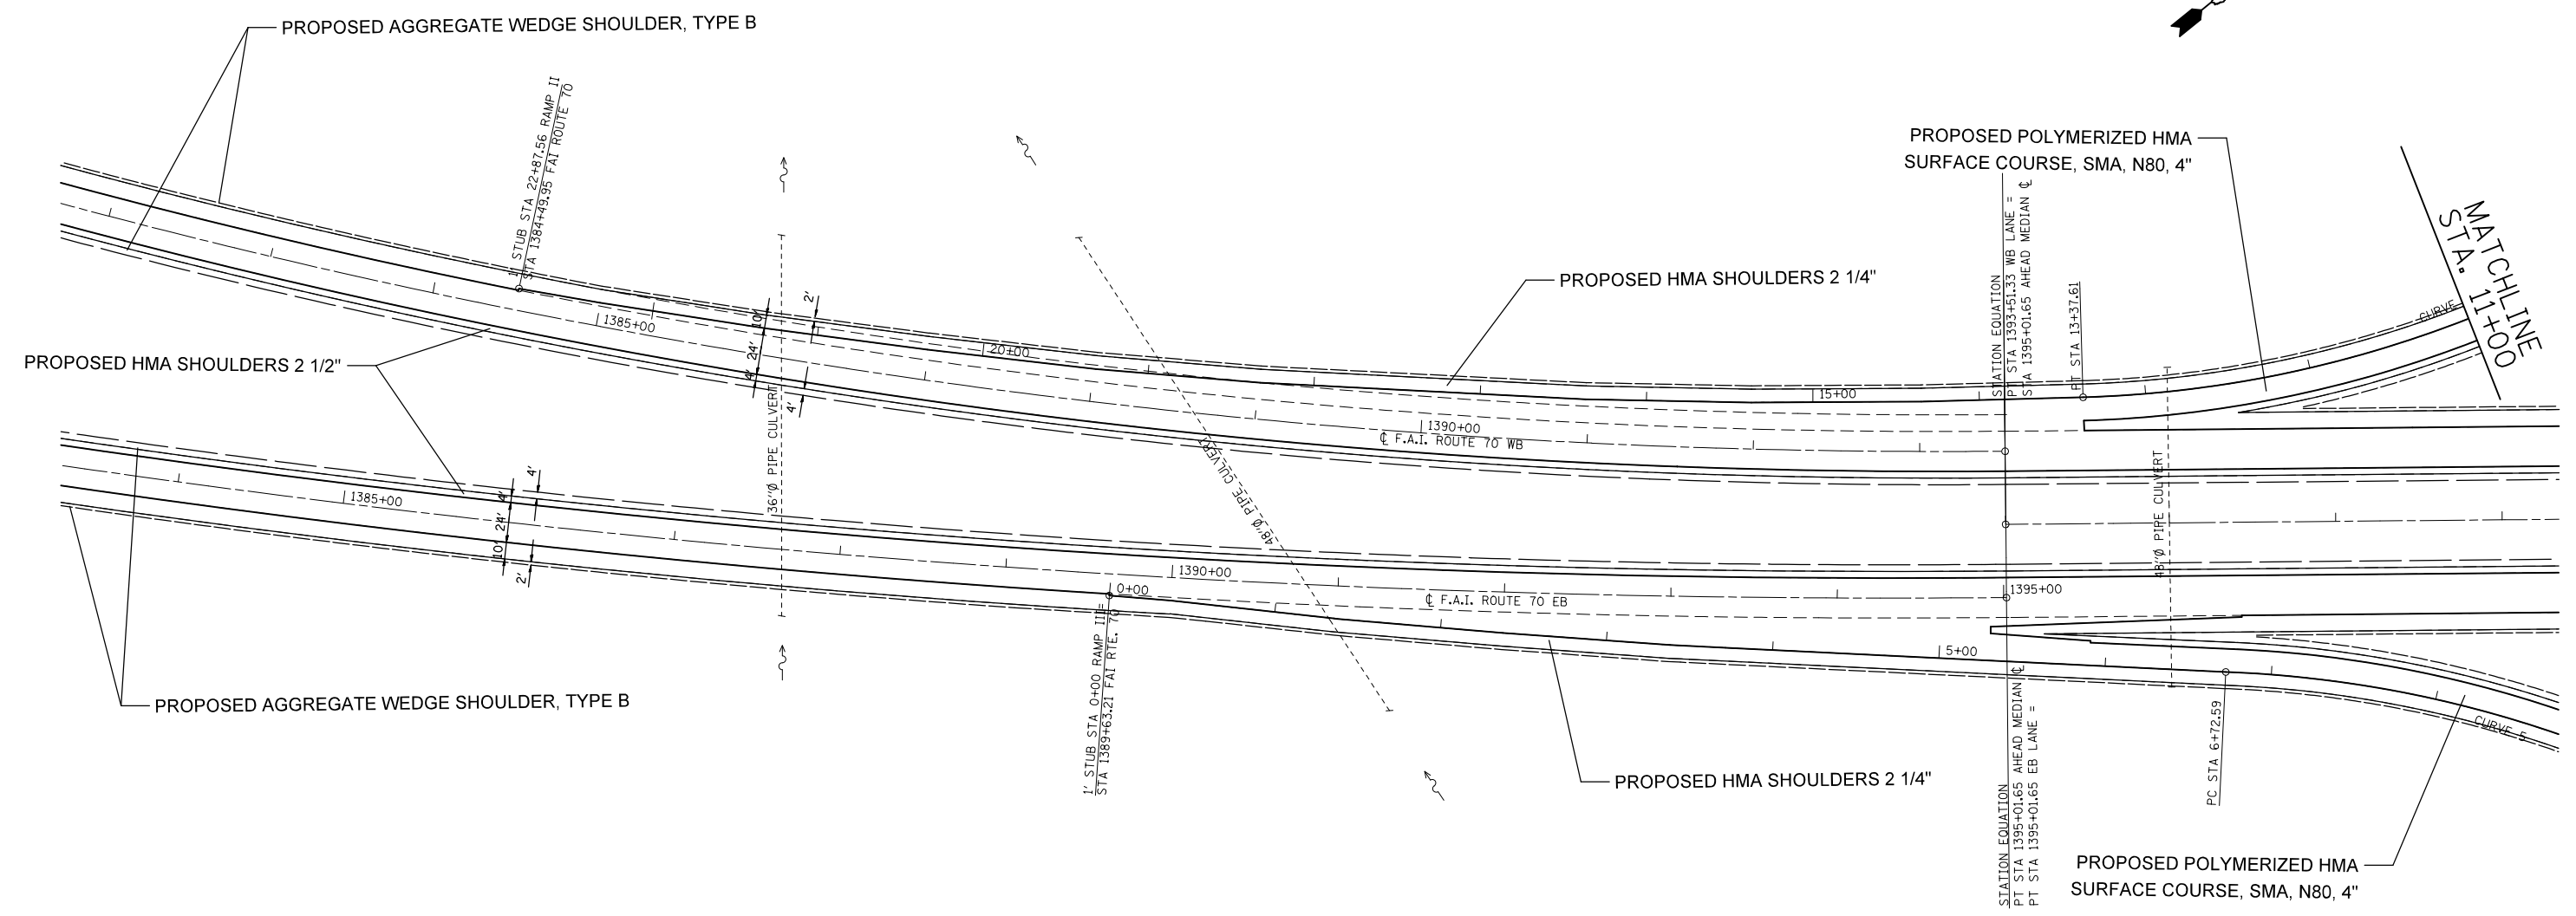 PROPOSED AGGREGATE WEDGE SHOULDER, TYPE B
1' STUB STA 22+87.56 RAMP II
STA 1384+49.95 FAI ROUTE 70
PROPOSED POLYMERIZED HMA
SURFACE COURSE, SMA, N80, 4"
MATCHLINE
STA. 11+00
STATION EQUATION
PT STA 1393+51.33 WB LANE =
STA 1395+01.65 AHEAD MEDIAN ℄
PT STA 13+37.61
PROPOSED HMA SHOULDERS 2 1/4"
CURVE
1385+00
10'
24'
4'
2'
4'
20+00
15+00
1390+00
℄ F.A.I. ROUTE 70 WB
PROPOSED HMA SHOULDERS 2 1/2"
36"Ø PIPE CULVERT
48"Ø PIPE CULVERT
48"Ø PIPE CULVERT
1385+00
4'
24'
10'
4'
2'
1390+00
0+00
℄ F.A.I. ROUTE 70 EB
1395+00
5+00
1' STUB STA 0+00 RAMP III=
STA 1389+63.21 FAI RTE. 70
PROPOSED AGGREGATE WEDGE SHOULDER, TYPE B
PROPOSED HMA SHOULDERS 2 1/4"
STATION EQUATION
PT STA 1395+01.65 AHEAD MEDIAN ℄
PT STA 1395+01.65 EB LANE =
PC STA 6+72.59
CURVE 5
PROPOSED POLYMERIZED HMA
SURFACE COURSE, SMA, N80, 4"